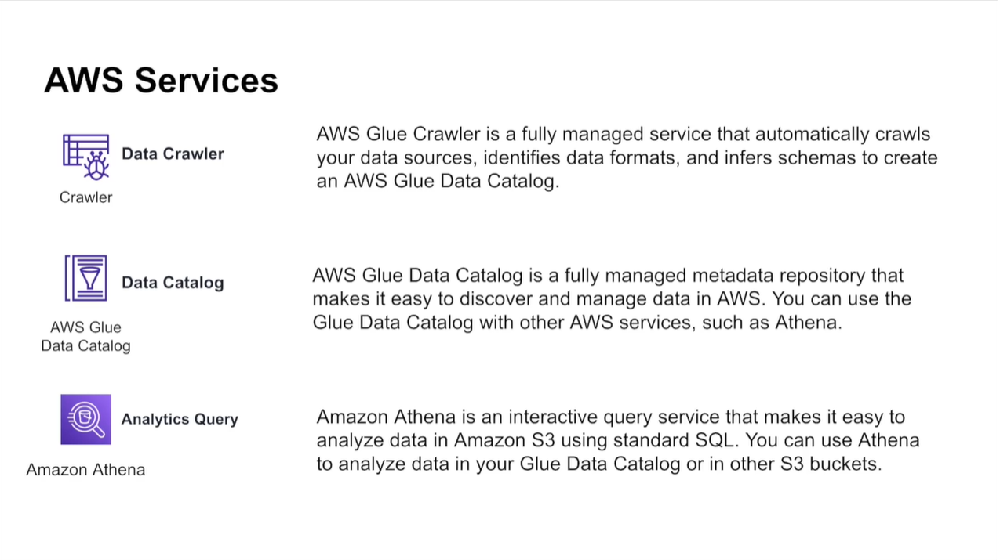 AWS Services
Data Crawler
Crawler
AWS Glue Crawler is a fully managed service that automatically crawls
your data sources, identifies data formats, and infers schemas to create
an AWS Glue Data Catalog.
Data Catalog
AWS Glue
Data Catalog
AWS Glue Data Catalog is a fully managed metadata repository that
makes it easy to discover and manage data in AWS. You can use the
Glue Data Catalog with other AWS services, such as Athena.
Analytics Query
Amazon Athena
Amazon Athena is an interactive query service that makes it easy to
analyze data in Amazon S3 using standard SQL. You can use Athena
to analyze data in your Glue Data Catalog or in other S3 buckets.